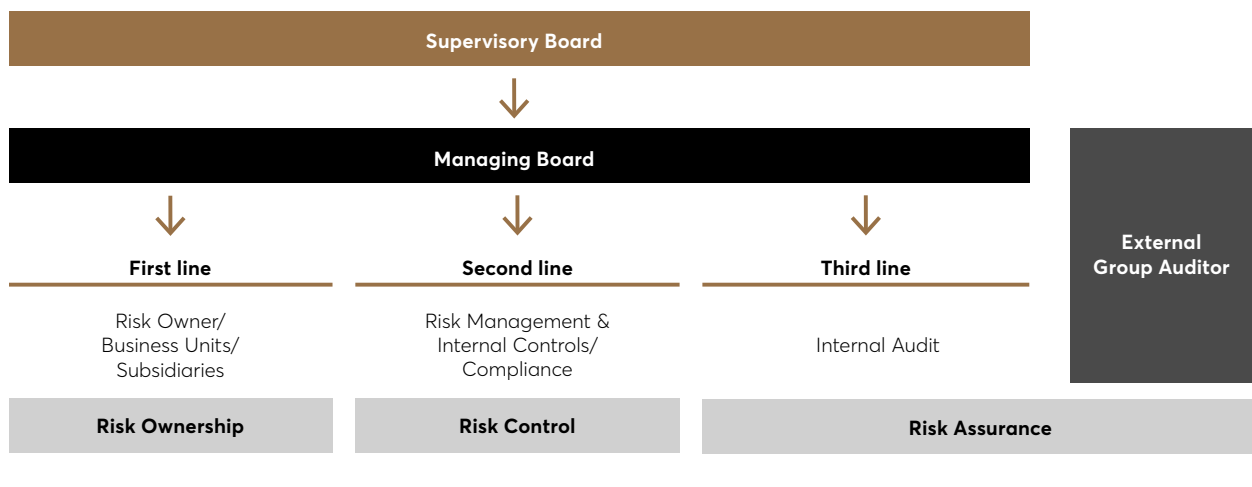 Supervisory Board
Managing Board
First line
Risk Owner/
Business Units/
Subsidiaries
Risk Ownership
Second line
Risk Management &
Internal Controls/
Compliance
Risk Control
Third line
Internal Audit
External
Group Auditor
Risk Assurance